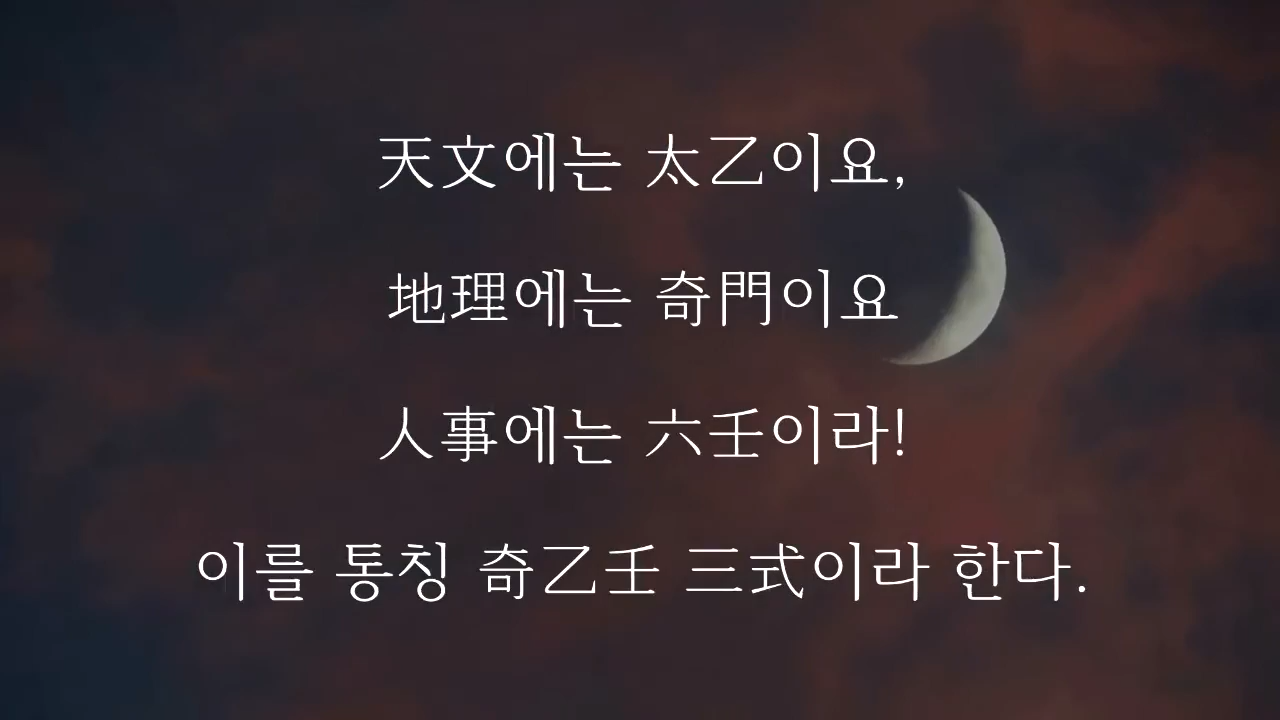 天文에는 太乙이요,
地理에는 奇門이요
人事에는 六壬이라!
이를 통칭 奇乙壬 三式이라 한다.